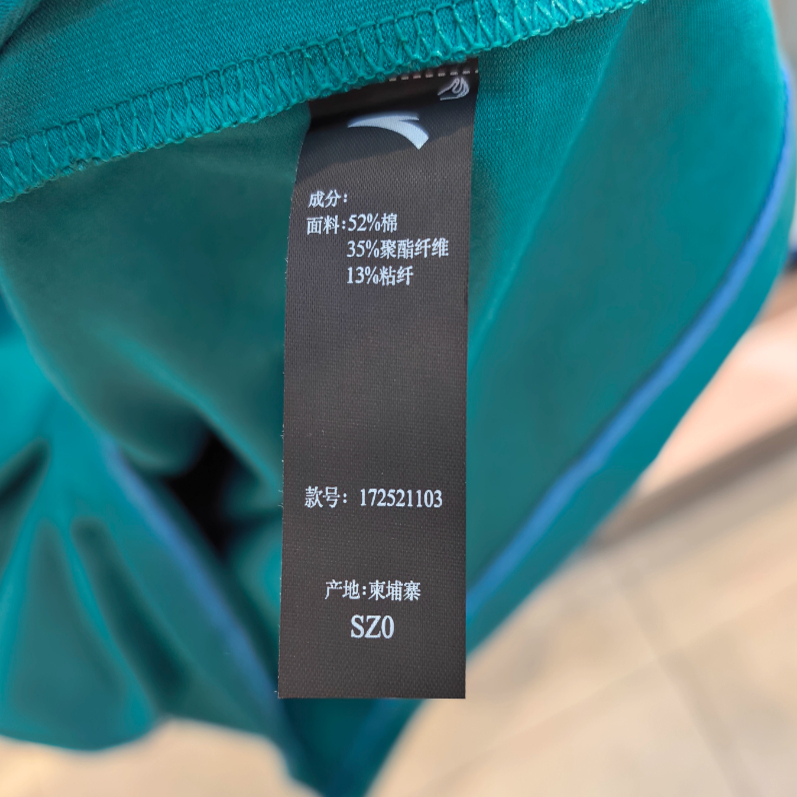 成分：
面料：52%棉
35%聚酯纤维
13%粘纤
款号：172521103
产地：柬埔寨
SZ0